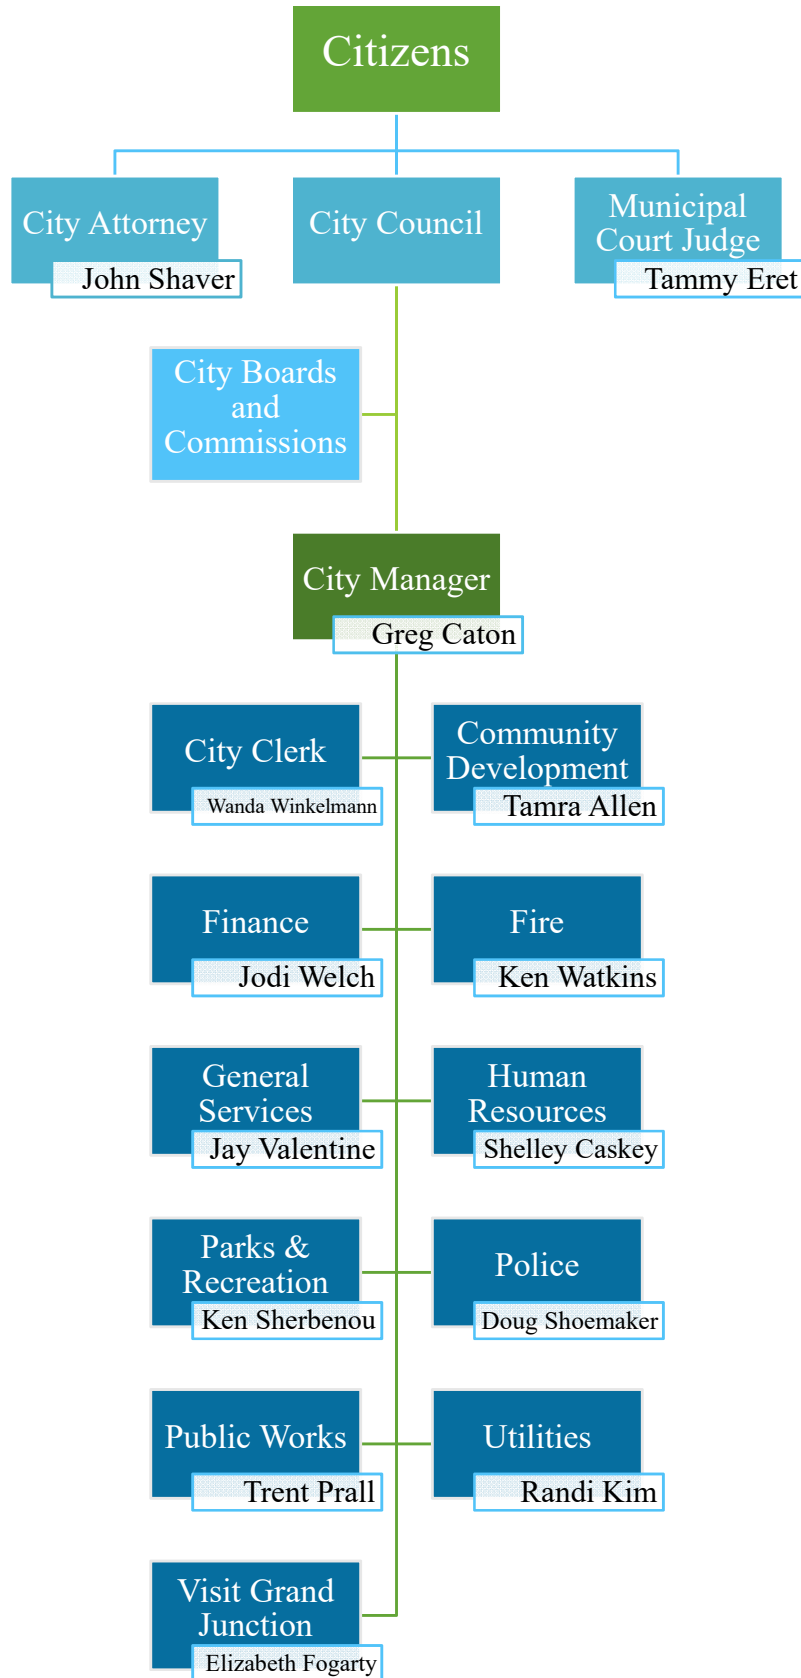 Citizens
City Attorney
John Shaver
City Council
Municipal
Court Judge
Tammy Eret
City Boards
and
Commissions
City Manager
Greg Caton
City Clerk
Wanda Winkelmann
Community
Development
Tamra Allen
Finance
Jodi Welch
Fire
Ken Watkins
General
Services
Jay Valentine
Human
Resources
Shelley Caskey
Parks &
Recreation
Ken Sherbenou
Police
Doug Shoemaker
Public Works
Trent Prall
Utilities
Randi Kim
Visit Grand
Junction
Elizabeth Fogarty